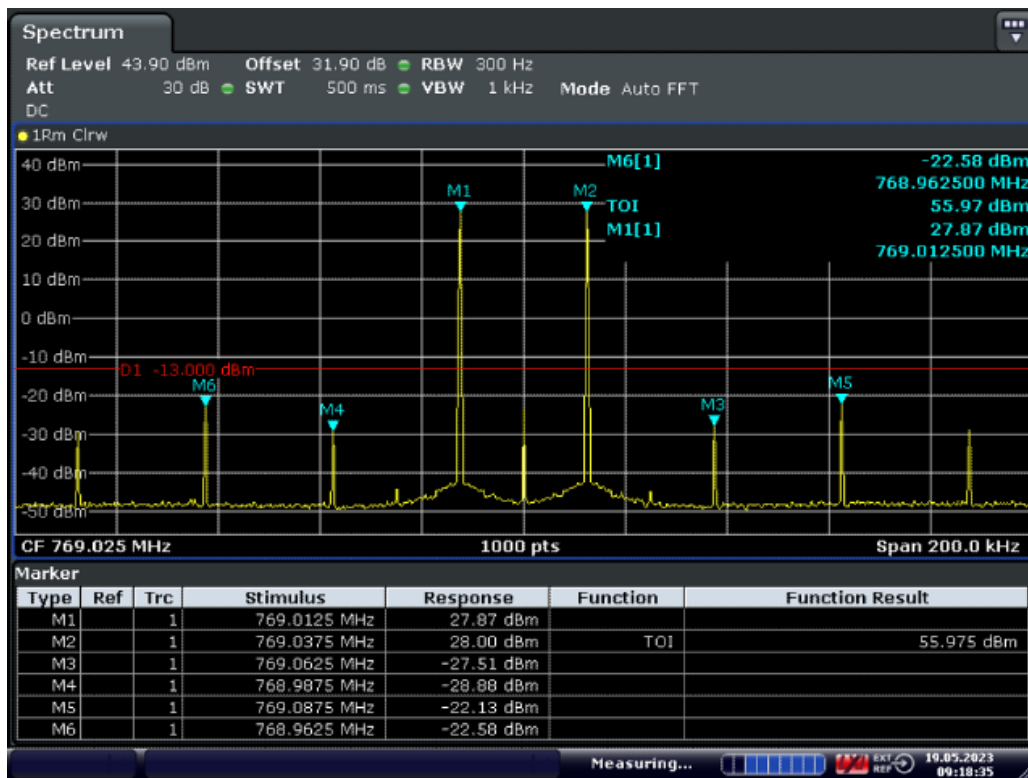 Spectrum
Ref Level 43.90 dBm Offset 31.90 dB RBW 300 Hz
Att 30 dB SWT 500 ms VBW 1 kHz Mode Auto FFT
DC
1Rm Clrw
40 dBm
M6[1] -22.58 dBm
768.962500 MHz
M1 M2
30 dBm
TOI 55.97 dBm
M1[1] 27.87 dBm
20 dBm
769.012500 MHz
10 dBm
0 dBm
-10 dBm
D1 -13.000 dBm
M6 M5
-20 dBm
M4 M3
-30 dBm
-40 dBm
-50 dBm
CF 769.025 MHz 1000 pts Span 200.0 kHz
Marker
Type Ref Trc Stimulus Response Function Function Result
M1 1 769.0125 MHz 27.87 dBm
M2 1 769.0375 MHz 28.00 dBm TOI 55.975 dBm
M3 1 769.0625 MHz -27.51 dBm
M4 1 768.9875 MHz -28.88 dBm
M5 1 769.0875 MHz -22.13 dBm
M6 1 768.9625 MHz -22.58 dBm
Measuring... EXT REF 19.05.2023
09:18:35